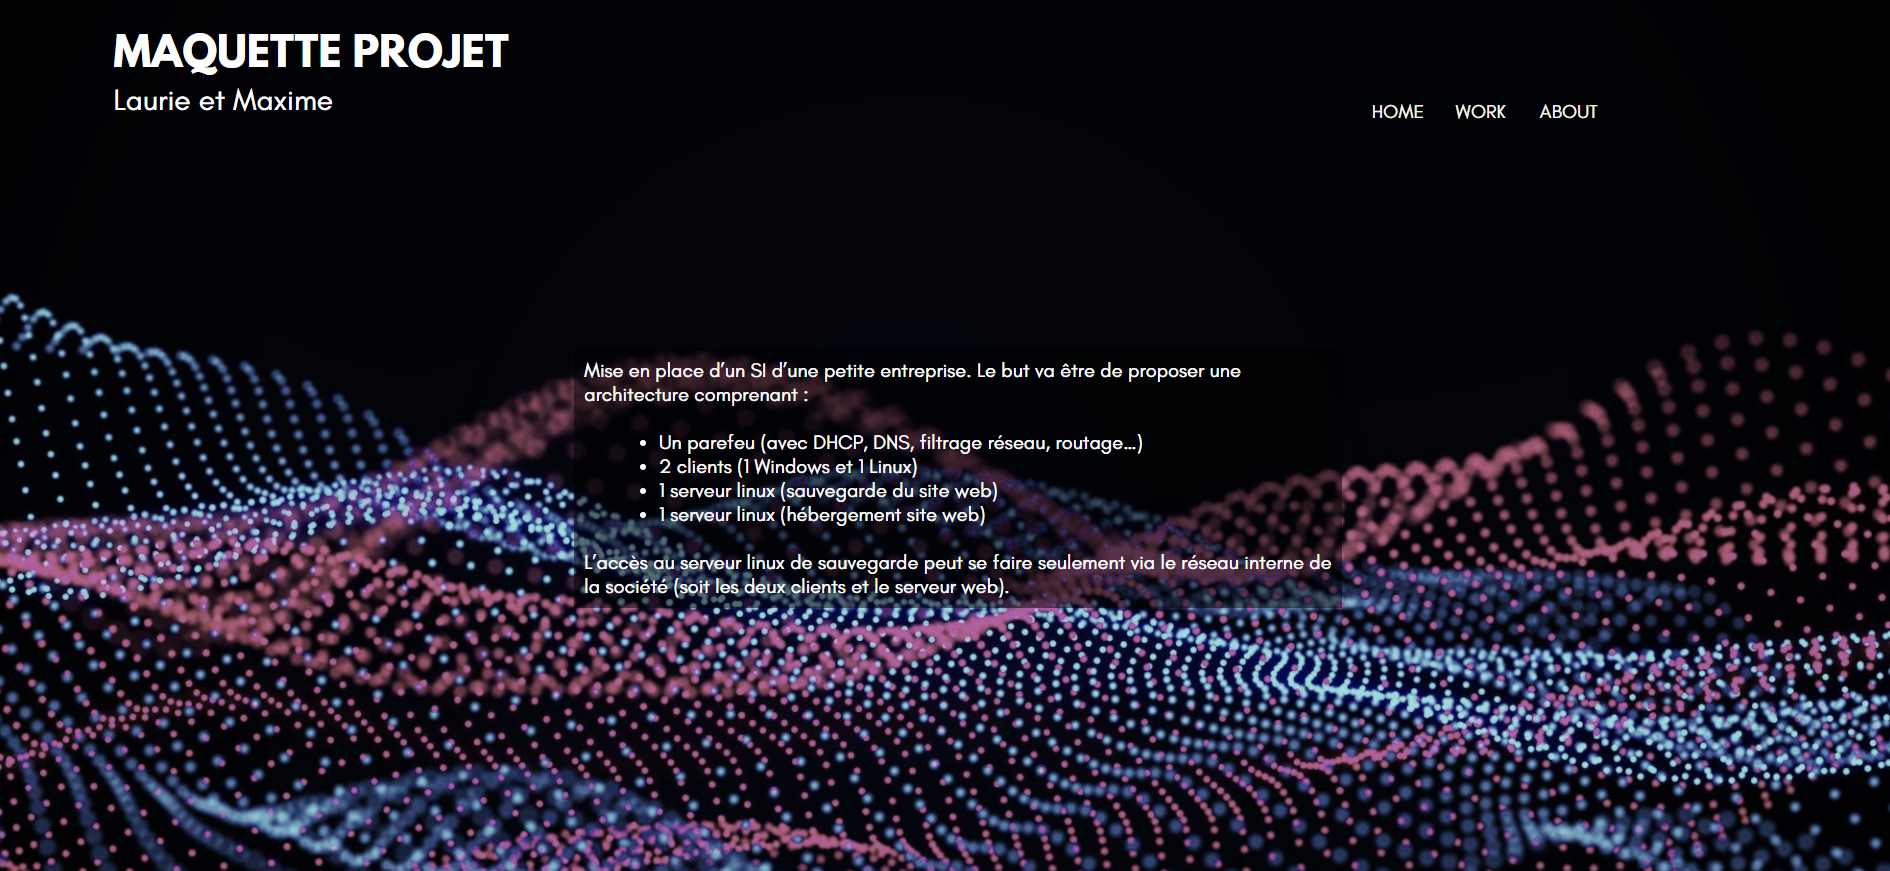 MAQUETTE PROJET
Laurie et Maxime
HOME WORK ABOUT
Mise en place d'un SI d'une petite entreprise. Le but va être de proposer une
architecture comprenant :
• Un parefeu (avec DHCP, DNS, filtrage réseau, routage...)
• 2 clients (1 Windows et 1 Linux)
• 1 serveur linux (sauvegarde du site web)
• 1 serveur linux (hébergement site web)
L'accès au serveur linux de sauvegarde peut se faire seulement via le réseau interne de
la société (soit les deux clients et le serveur web).